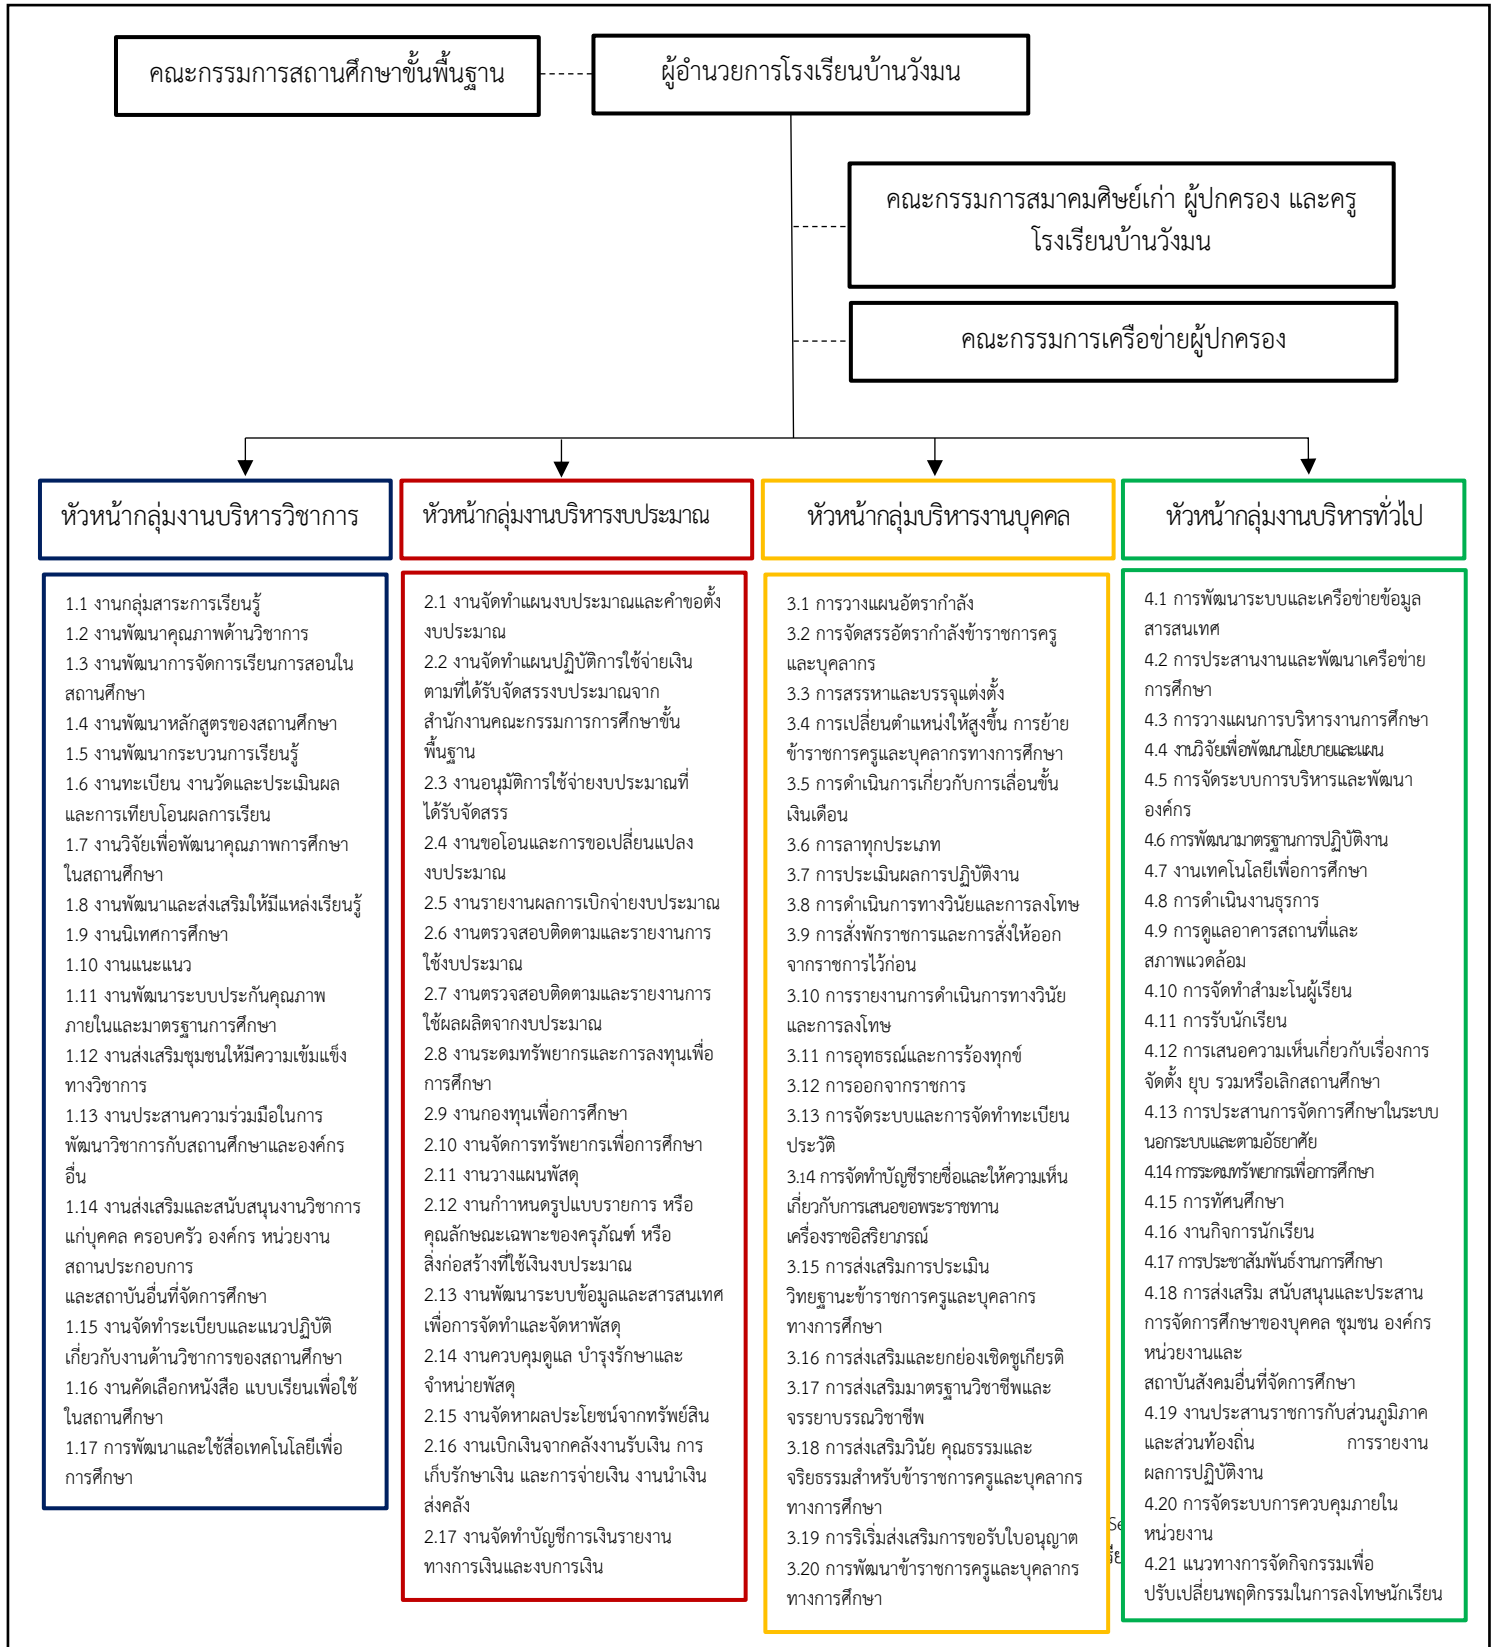 คณะกรรมการสถานศึกษาขั้นพื้นฐาน
ผู้อำนวยการโรงเรียนบ้านวังมน
คณะกรรมการสมาคมศิษย์เก่า ผู้ปกครอง และครู
โรงเรียนบ้านวังมน
คณะกรรมการเครือข่ายผู้ปกครอง
หัวหน้ากลุ่มงานบริหารวิชาการ
1.1 งานกลุ่มสาระการเรียนรู้
1.2 งานพัฒนาคุณภาพด้านวิชาการ
1.3 งานพัฒนาการจัดการเรียนการสอนใน
สถานศึกษา
1.4 งานพัฒนาหลักสูตรของสถานศึกษา
1.5 งานพัฒนากระบวนการเรียนรู้
1.6 งานทะเบียน งานวัดและประเมินผล
และการเทียบโอนผลการเรียน
1.7 งานวิจัยเพื่อพัฒนาคุณภาพการศึกษา
ในสถานศึกษา
1.8 งานพัฒนาและส่งเสริมให้มีแหล่งเรียนรู้
1.9 งานนิเทศการศึกษา
1.10 งานแนะแนว
1.11 งานพัฒนาระบบประกันคุณภาพ
ภายในและมาตรฐานการศึกษา
1.12 งานส่งเสริมชุมชนให้มีความเข้มแข็ง
ทางวิชาการ
1.13 งานประสานความร่วมมือในการ
พัฒนาวิชาการกับสถานศึกษาและองค์กร
อื่น
1.14 งานส่งเสริมและสนับสนุนงานวิชาการ
แก่บุคคล ครอบครัว องค์กร หน่วยงาน
สถานประกอบการ
และสถาบันอื่นที่จัดการศึกษา
1.15 งานจัดทำระเบียบและแนวปฏิบัติ
เกี่ยวกับงานด้านวิชาการของสถานศึกษา
1.16 งานคัดเลือกหนังสือ แบบเรียนเพื่อใช้
ในสถานศึกษา
1.17 การพัฒนาและใช้สื่อเทคโนโลยีเพื่อ
การศึกษา
หัวหน้ากลุ่มงานบริหารงบประมาณ
2.1 งานจัดทำแผนงบประมาณและคำขอตั้ง
งบประมาณ
2.2 งานจัดทำแผนปฏิบัติการใช้จ่ายเงิน
ตามที่ได้รับจัดสรรงบประมาณจาก
สำนักงานคณะกรรมการการศึกษาขั้น
พื้นฐาน
2.3 งานอนุมัติการใช้จ่ายงบประมาณที่
ได้รับจัดสรร
2.4 งานขอโอนและการขอเปลี่ยนแปลง
งบประมาณ
2.5 งานรายงานผลการเบิกจ่ายงบประมาณ
2.6 งานตรวจสอบติดตามและรายงานการ
ใช้งบประมาณ
2.7 งานตรวจสอบติดตามและรายงานการ
ใช้ผลผลิตจากงบประมาณ
2.8 งานระดมทรัพยากรและการลงทุนเพื่อ
การศึกษา
2.9 งานกองทุนเพื่อการศึกษา
2.10 งานจัดการทรัพยากรเพื่อการศึกษา
2.11 งานวางแผนพัสดุ
2.12 งานกำาหนดรูปแบบรายการ หรือ
คุณลักษณะเฉพาะของครุภัณฑ์ หรือ
สิ่งก่อสร้างที่ใช้เงินงบประมาณ
2.13 งานพัฒนาระบบข้อมูลและสารสนเทศ
เพื่อการจัดทำและจัดหาพัสดุ
2.14 งานควบคุมดูแล บำรุงรักษาและ
จำหน่ายพัสดุ
2.15 งานจัดหาผลประโยชน์จากทรัพย์สิน
2.16 งานเบิกเงินจากคลังงานรับเงิน การ
เก็บรักษาเงิน และการจ่ายเงิน งานนำเงิน
ส่งคลัง
2.17 งานจัดทำบัญชีการเงินรายงาน
ทางการเงินและงบการเงิน
หัวหน้ากลุ่มบริหารงานบุคคล
3.1 การวางแผนอัตรากำลัง
3.2 การจัดสรรอัตรากำลังข้าราชการครู
และบุคลากร
3.3 การสรรหาและบรรจุแต่งตั้ง
3.4 การเปลี่ยนตำแหน่งให้สูงขึ้น การย้าย
ข้าราชการครูและบุคลากรทางการศึกษา
3.5 การดำเนินการเกี่ยวกับการเลื่อนขั้น
เงินเดือน
3.6 การลาทุกประเภท
3.7 การประเมินผลการปฏิบัติงาน
3.8 การดำเนินการทางวินัยและการลงโทษ
3.9 การสั่งพักราชการและการสั่งให้ออก
จากราชการไว้ก่อน
3.10 การรายงานการดำเนินการทางวินัย
และการลงโทษ
3.11 การอุทธรณ์และการร้องทุกข์
3.12 การออกจากราชการ
3.13 การจัดระบบและการจัดทำทะเบียน
ประวัติ
3.14 การจัดทำบัญชีรายชื่อและให้ความเห็น
เกี่ยวกับการเสนอขอพระราชทาน
เครื่องราชอิสริยาภรณ์
3.15 การส่งเสริมการประเมิน
วิทยฐานะข้าราชการครูและบุคลากร
ทางการศึกษา
3.16 การส่งเสริมและยกย่องเชิดชูเกียรติ
3.17 การส่งเสริมมาตรฐานวิชาชีพและ
จรรยาบรรณวิชาชีพ
3.18 การส่งเสริมวินัย คุณธรรมและ
จริยธรรมสำหรับข้าราชการครูและบุคลากร
ทางการศึกษา
3.19 การริเริ่มส่งเสริมการขอรับใบอนุญาต
3.20 การพัฒนาข้าราชการครูและบุคลากร
ทางการศึกษา
หัวหน้ากลุ่มงานบริหารทั่วไป
4.1 การพัฒนาระบบและเครือข่ายข้อมูล
สารสนเทศ
4.2 การประสานงานและพัฒนาเครือข่าย
การศึกษา
4.3 การวางแผนการบริหารงานการศึกษา
4.4 งานวิจัยเพื่อพัฒนานโยบายและแผน
4.5 การจัดระบบการบริหารและพัฒนา
องค์กร
4.6 การพัฒนามาตรฐานการปฏิบัติงาน
4.7 งานเทคโนโลยีเพื่อการศึกษา
4.8 การดำเนินงานธุรการ
4.9 การดูแลอาคารสถานที่และ
สภาพแวดล้อม
4.10 การจัดทำสำมะโนผู้เรียน
4.11 การรับนักเรียน
4.12 การเสนอความเห็นเกี่ยวกับเรื่องการ
จัดตั้ง ยุบ รวมหรือเลิกสถานศึกษา
4.13 การประสานการจัดการศึกษาในระบบ
นอกระบบและตามอัธยาศัย
4.14 การระดมทรัพยากรเพื่อการศึกษา
4.15 การทัศนศึกษา
4.16 งานกิจการนักเรียน
4.17 การประชาสัมพันธ์งานการศึกษา
4.18 การส่งเสริม สนับสนุนและประสาน
การจัดการศึกษาของบุคคล ชุมชน องค์กร
หน่วยงานและ
สถาบันสังคมอื่นที่จัดการศึกษา
4.19 งานประสานราชการกับส่วนภูมิภาค
และส่วนท้องถิ่น การรายงาน
ผลการปฏิบัติงาน
4.20 การจัดระบบการควบคุมภายใน
หน่วยงาน
4.21 แนวทางการจัดกิจกรรมเพื่อ
ปรับเปลี่ยนพฤติกรรมในการลงโทษนักเรียน